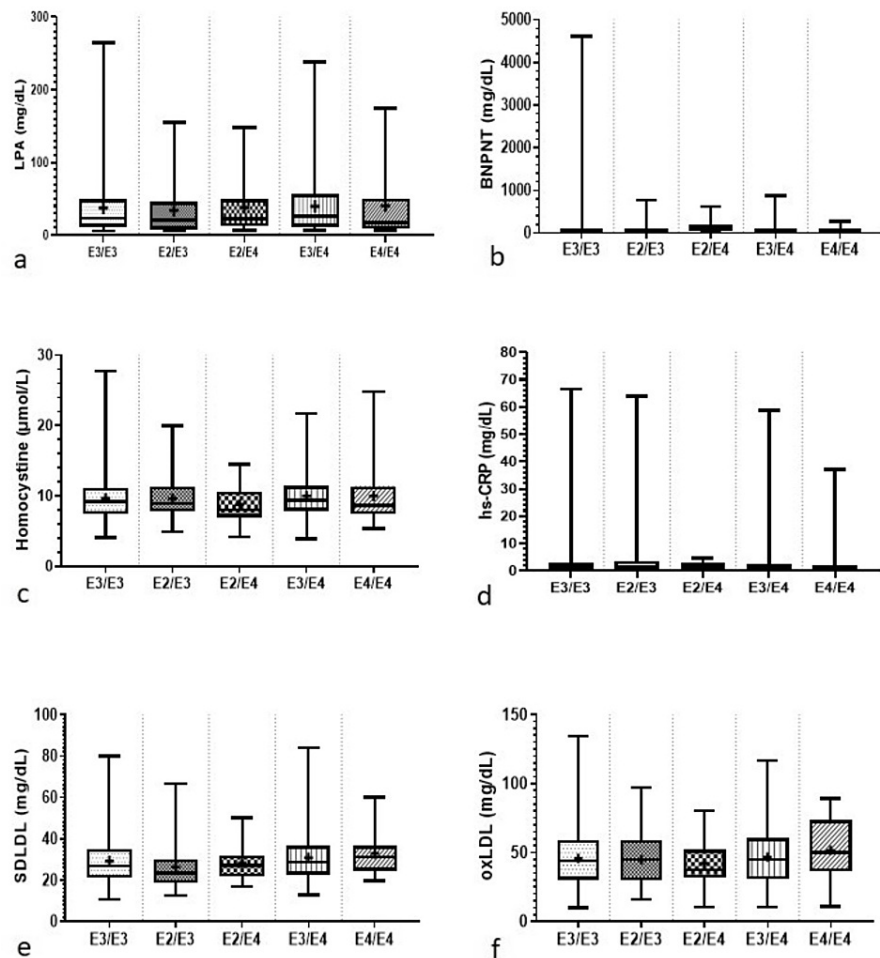 LPA (mg/dL)
300
200
100
0
E3/E3 E2/E3 E2/E4 E3/E4 E4/E4
a
BNPNT (mg/dL)
5000
4000
3000
2000
1000
0
E3/E3 E2/E3 E2/E4 E3/E4 E4/E4
b
Homocystine (μmol/L)
30
20
10
0
E3/E3 E2/E3 E2/E4 E3/E4 E4/E4
c
hs-CRP (mg/dL)
80
70
60
50
40
30
20
10
0
E3/E3 E2/E3 E2/E4 E3/E4 E4/E4
d
SDLDL (mg/dL)
100
80
60
40
20
0
E3/E3 E2/E3 E2/E4 E3/E4 E4/E4
e
oxLDL (mg/dL)
150
100
50
0
E3/E3 E2/E3 E2/E4 E3/E4 E4/E4
f